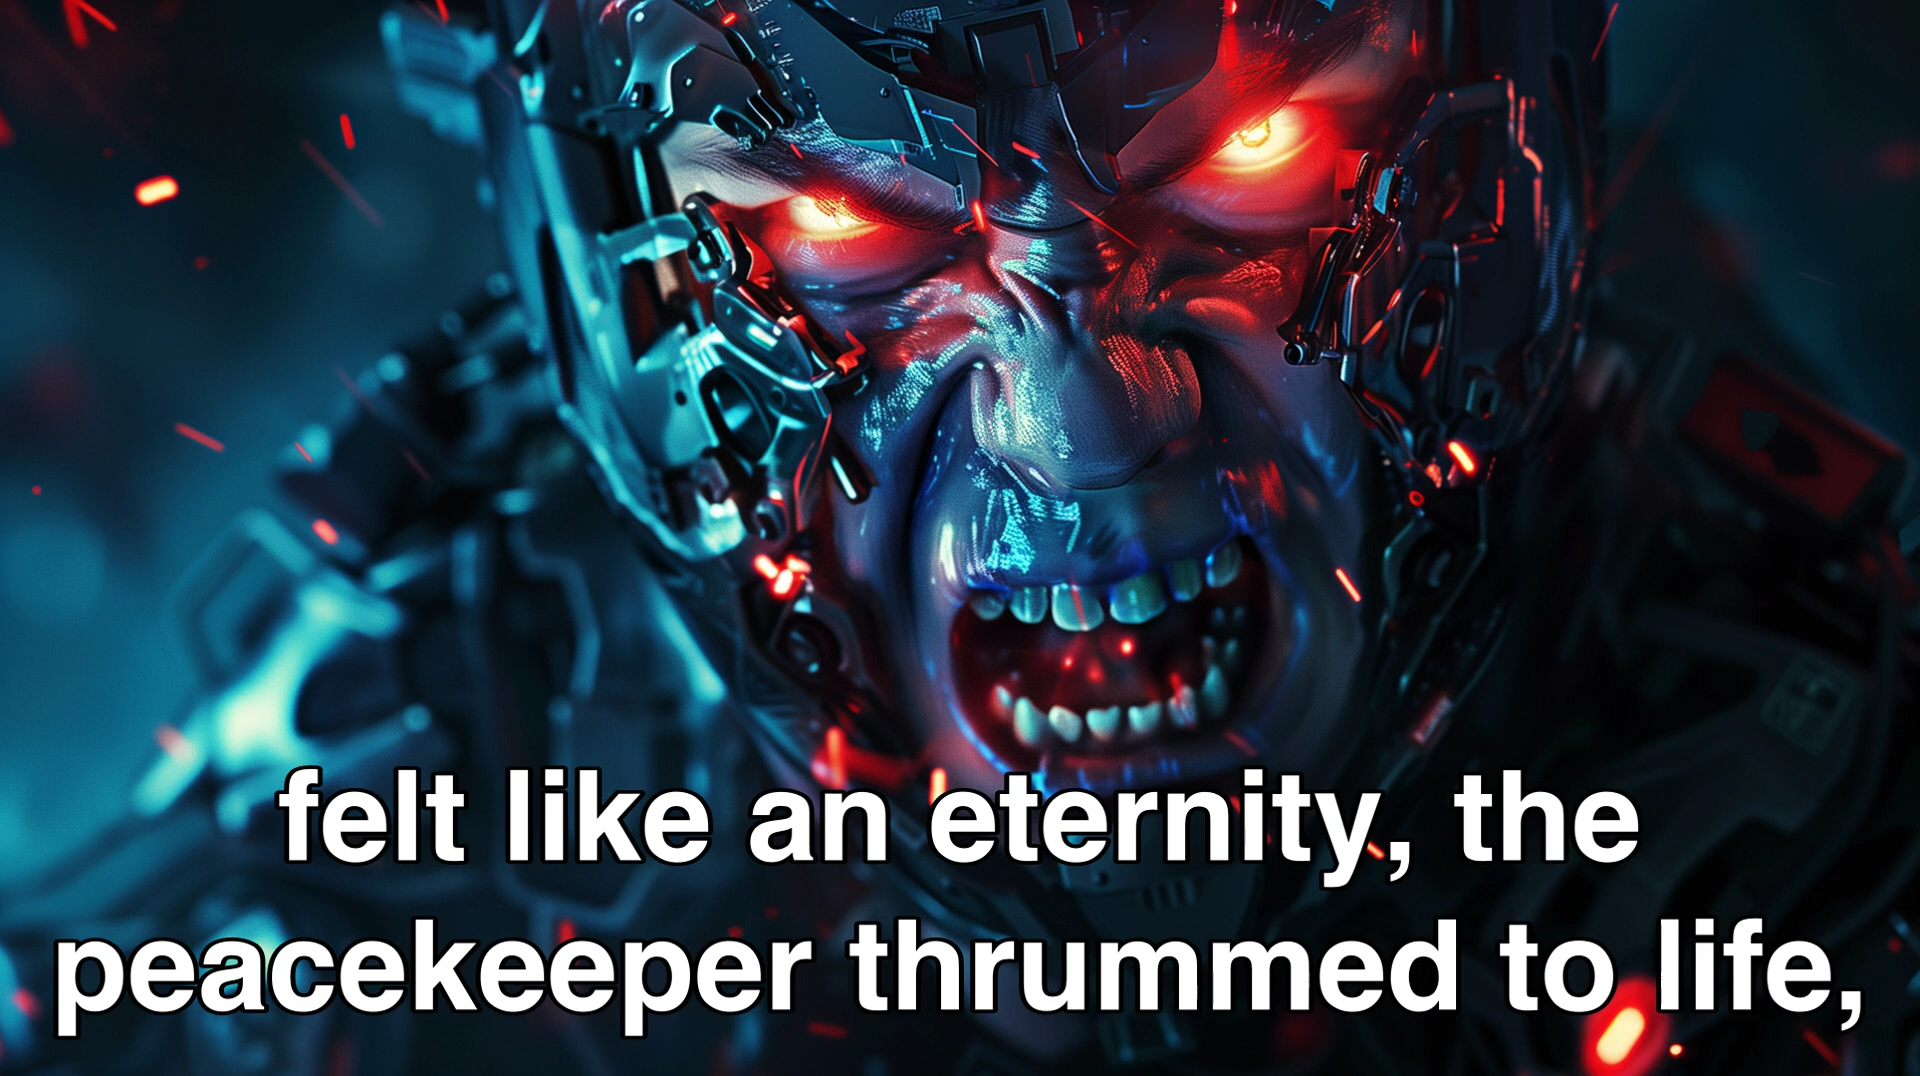 felt like an eternity, the
peacekeeper thrummed to life,